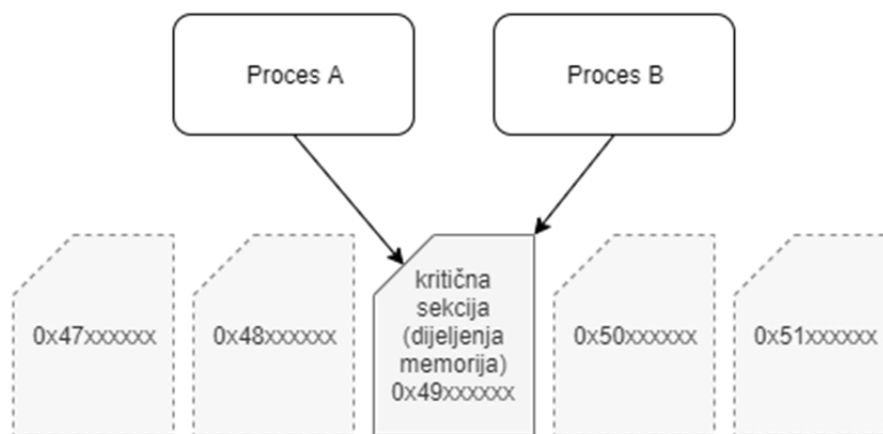 Proces A
Proces B
0x47xxxxxx
0x48xxxxxx
kritična
sekcija
(dijeljenja
memorija)
0x49xxxxxx
0x50xxxxxx
0x51xxxxxx